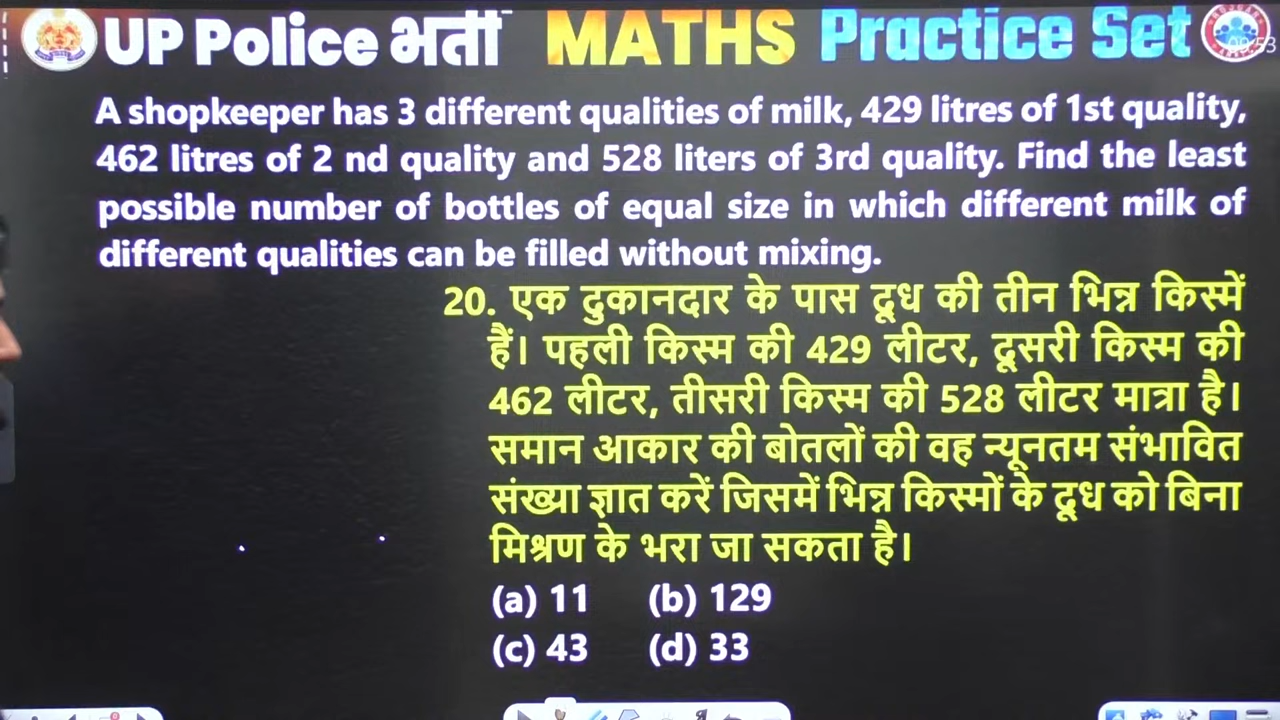 UP Police भर्ती MATHS Practice Set
A shopkeeper has 3 different qualities of milk, 429 litres of 1st quality,
462 litres of 2 nd quality and 528 liters of 3rd quality. Find the least
possible number of bottles of equal size in which different milk of
different qualities can be filled without mixing.
20. एक दुकानदार के पास दूध की तीन भिन्न किस्में
हैं। पहली किस्म की 429 लीटर, दूसरी किस्म की
462 लीटर, तीसरी किस्म की 528 लीटर मात्रा है।
समान आकार की बोतलों की वह न्यूनतम संभावित
संख्या ज्ञात करें जिसमें भिन्न किस्मों के दूध को बिना
मिश्रण के भरा जा सकता है।
(a) 11 (b) 129
(c) 43 (d) 33